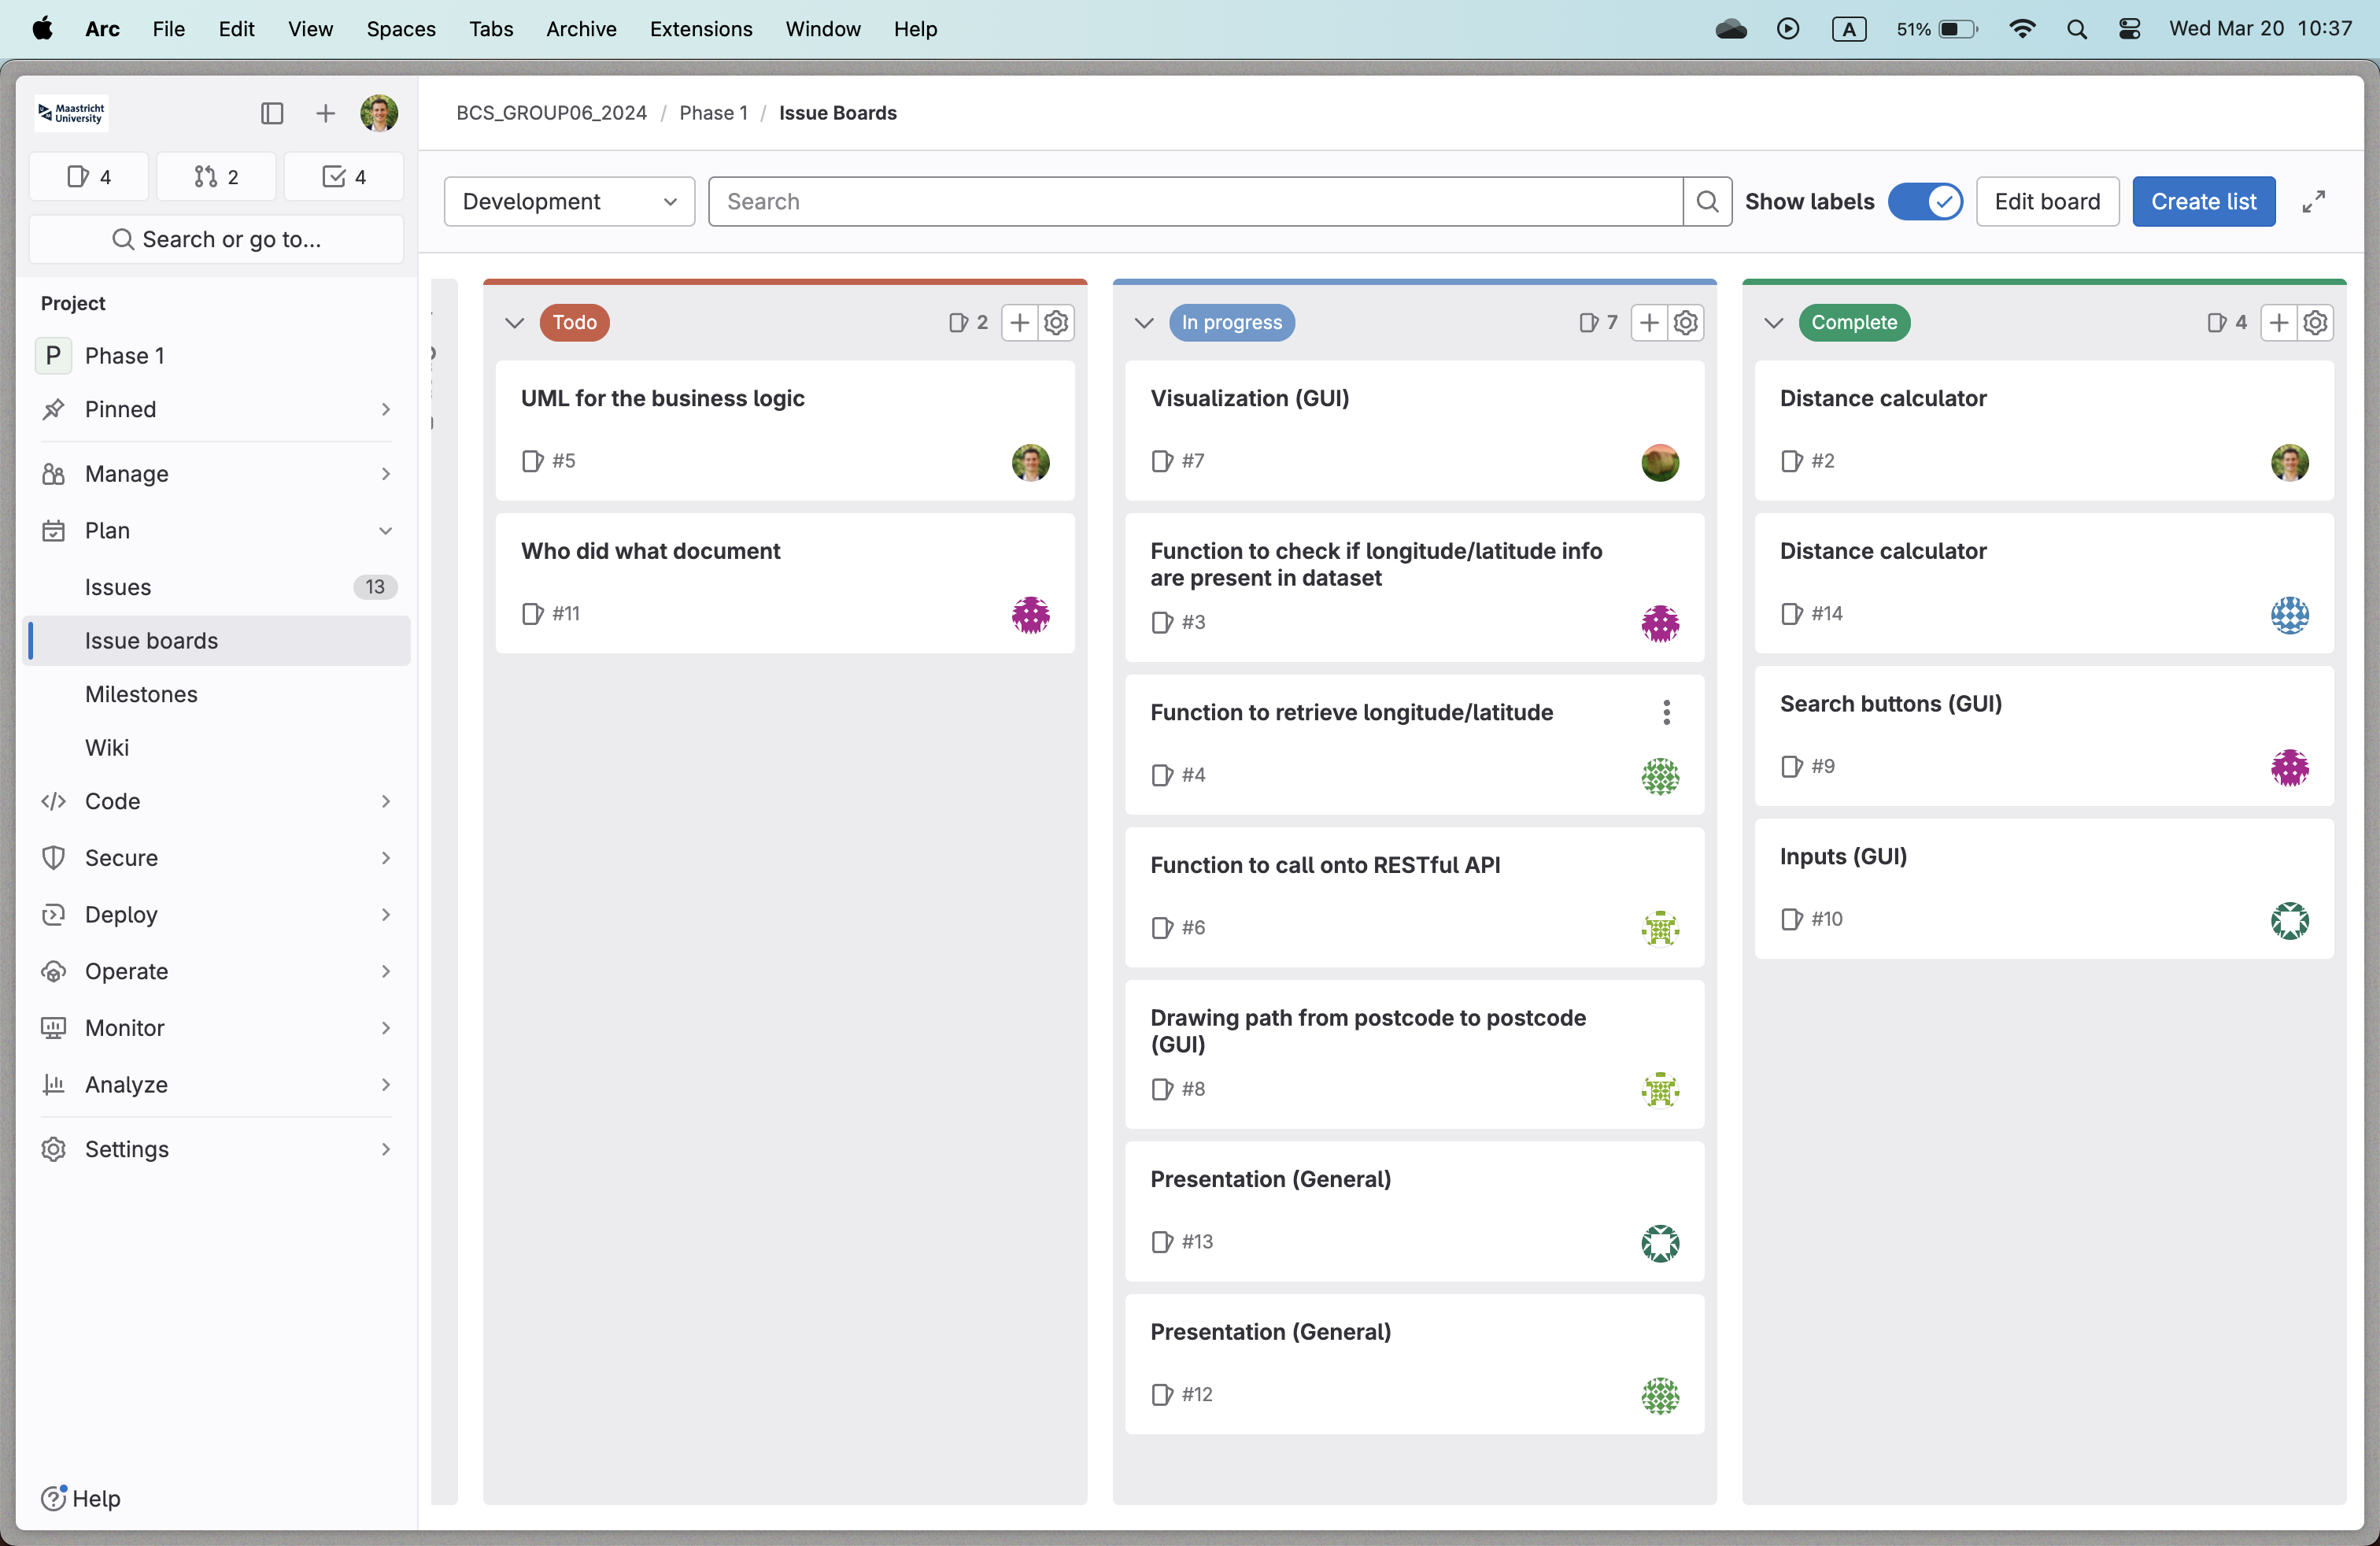 Arc File Edit View Spaces Tabs Archive Extensions Window Help A 51% Wed Mar 20 10:37
Maastricht
University
4 2 4
Search or go to...
Project
P Phase 1
Pinned
Manage
Plan
Issues 13
Issue boards
Milestones
Wiki
Code
Secure
Deploy
Operate
Monitor
Analyze
Settings
Help
BCS_GROUP06_2024 / Phase 1 / Issue Boards
Development Search Show labels Edit board Create list
Todo 2
UML for the business logic
#5
Who did what document
#11
In progress 7
Visualization (GUI)
#7
Function to check if longitude/latitude info
are present in dataset
#3
Function to retrieve longitude/latitude
#4
Function to call onto RESTful API
#6
Drawing path from postcode to postcode
(GUI)
#8
Presentation (General)
#13
Presentation (General)
#12
Complete 4
Distance calculator
#2
Distance calculator
#14
Search buttons (GUI)
#9
Inputs (GUI)
#10